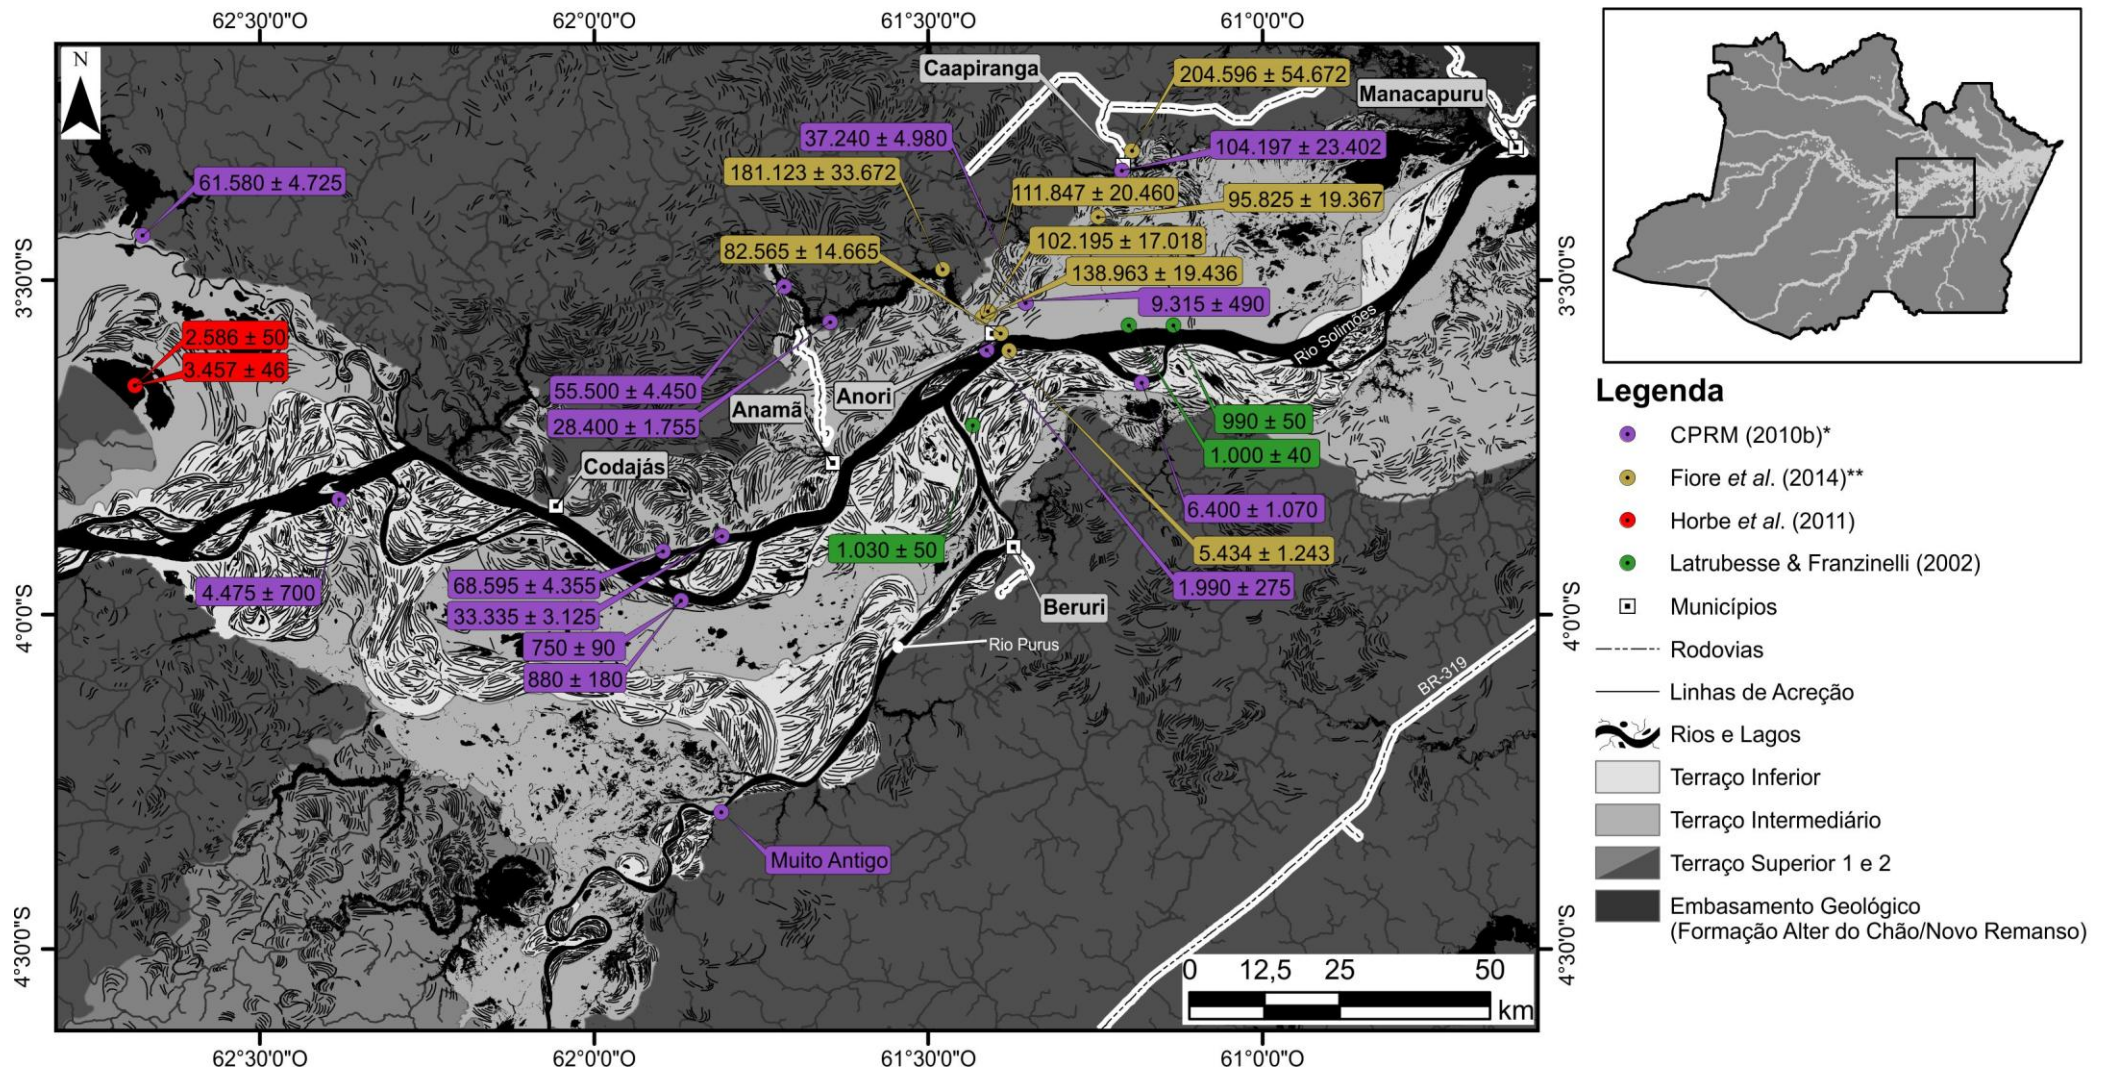 62°30'0"O
62°0'0"O
61°30'0"O
61°0'0"O
N
Caapiranga
204.596 ± 54.672
Manacapuru
37.240 ± 4.980
104.197 ± 23.402
181.123 ± 33.672
61.580 ± 4.725
111.847 ± 20.460
95.825 ± 19.367
82.565 ± 14.665
102.195 ± 17.018
138.963 ± 19.436
3°30'0"S
3°30'0"S
9.315 ± 490
2.586 ± 50
Rio Solimões
3.457 ± 46
55.500 ± 4.450
Anori
Anamã
28.400 ± 1.755
990 ± 50
1.000 ± 40
Codajás
6.400 ± 1.070
1.030 ± 50
5.434 ± 1.243
4.475 ± 700
68.595 ± 4.355
1.990 ± 275
33.335 ± 3.125
Beruri
4°0'0"S
4°0'0"S
750 ± 90
Rio Purus
880 ± 180
BR-319
Muito Antigo
4°30'0"S
4°30'0"S
0 12,5 25 50
km
62°30'0"O
62°0'0"O
61°30'0"O
61°0'0"O
Legenda
CPRM (2010b)*
Fiore et al. (2014)**
Horbe et al. (2011)
Latrubesse & Franzinelli (2002)
Municípios
Rodovias
Linhas de Acreção
Rios e Lagos
Terraço Inferior
Terraço Intermediário
Terraço Superior 1 e 2
Embasamento Geológico
(Formação Alter do Chão/Novo Remanso)